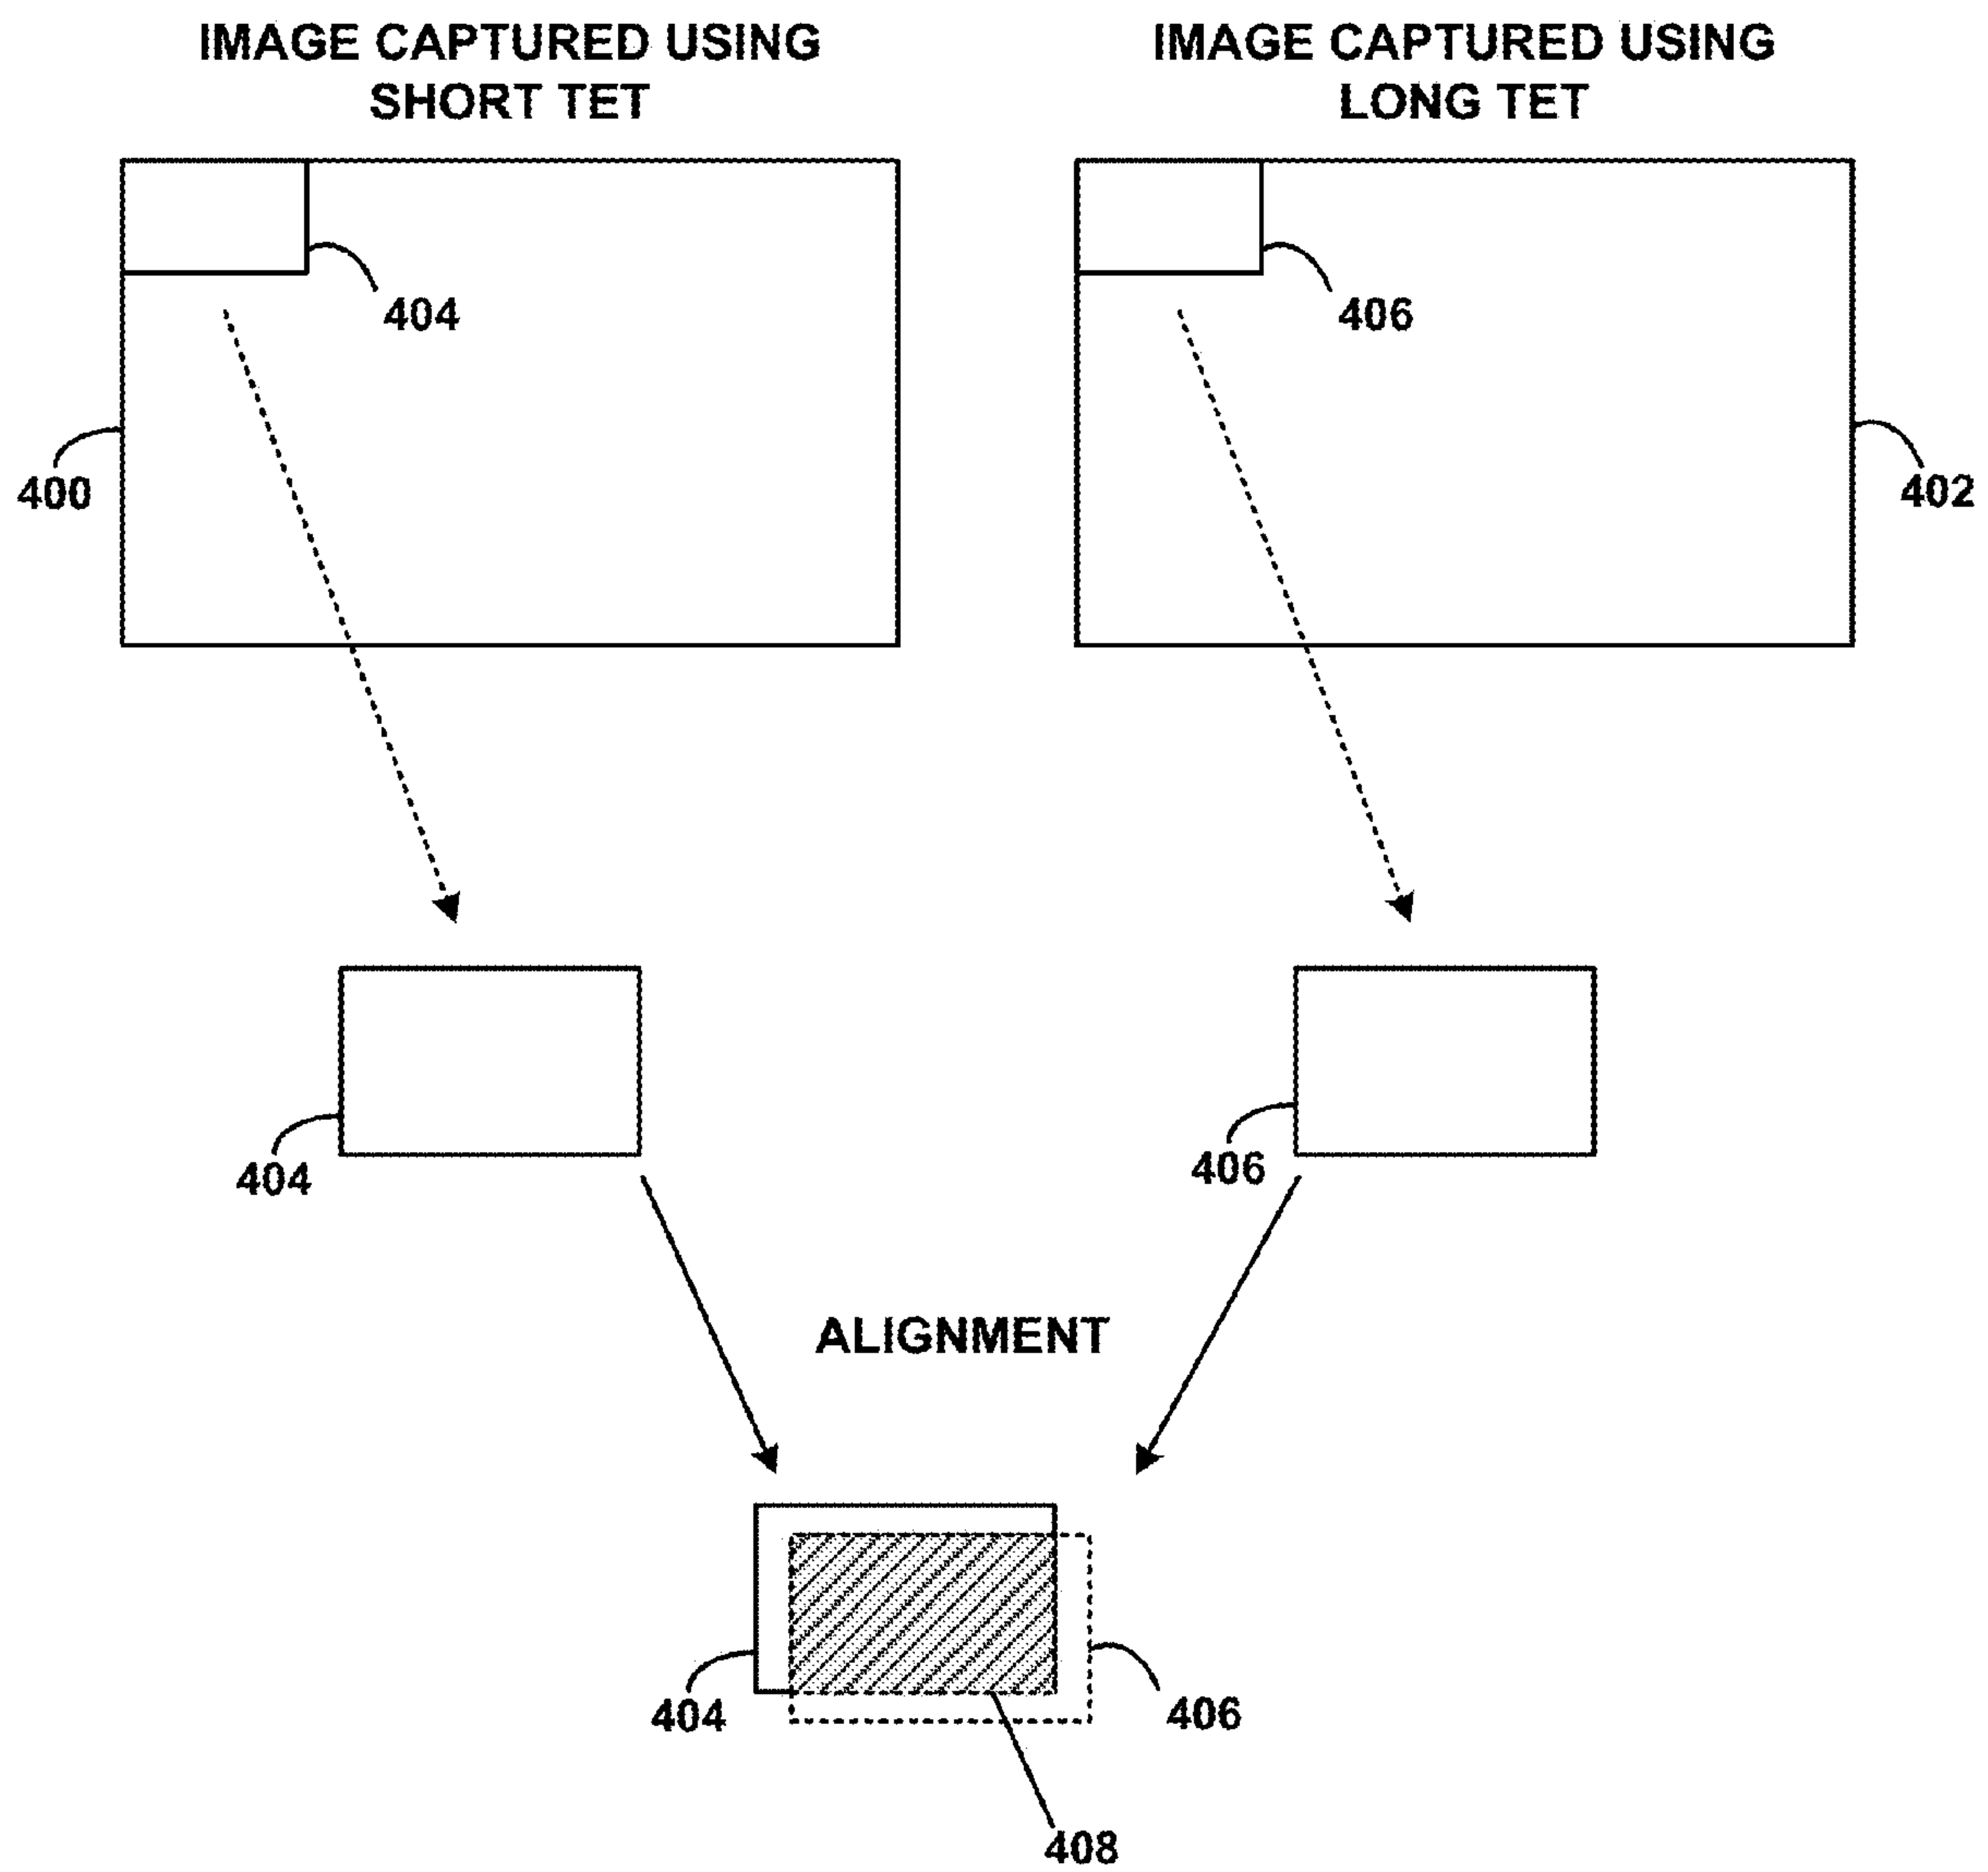 IMAGE CAPTURED USING
SHORT TET
IMAGE CAPTURED USING
LONG TET
404
406
400
402
404
406
ALIGNMENT
404
406
408